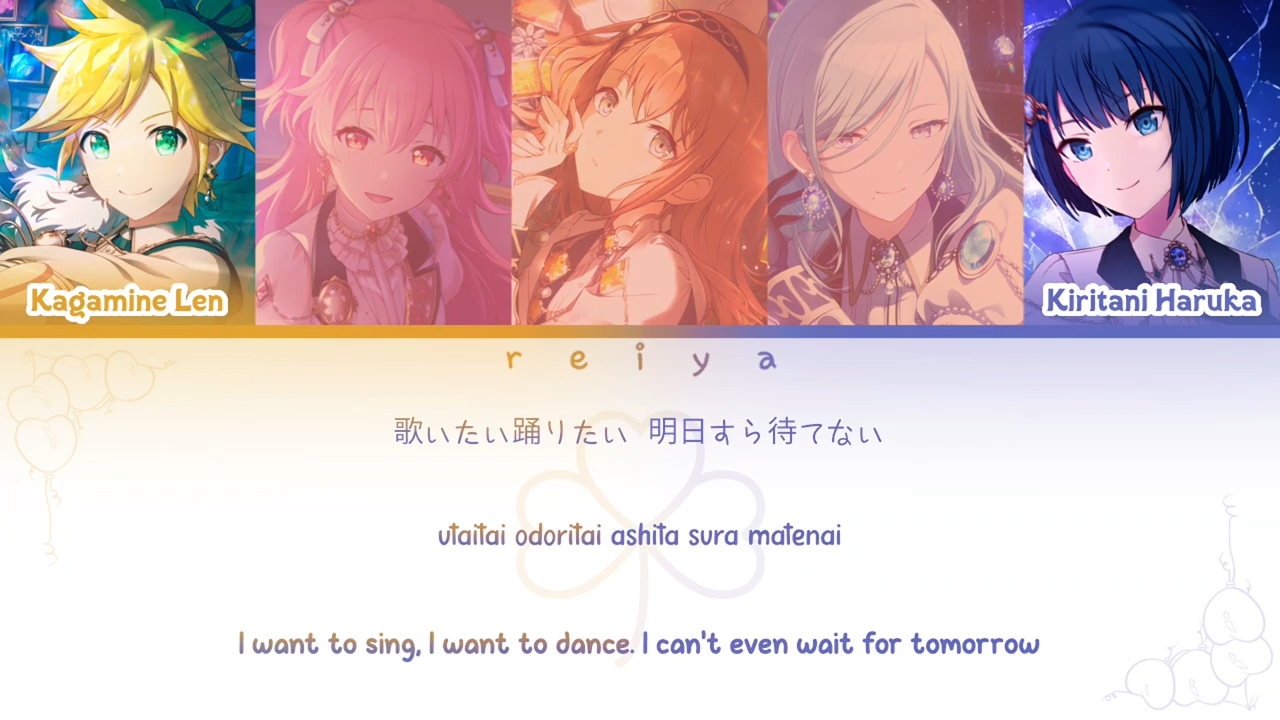 Kagamine Len
Kiritani Haruka
reiya
歌いたい踊りたい 明日すら待てない
utaitai odoritai ashita sura matenai
I want to sing, I want to dance. I can't even wait for tomorrow